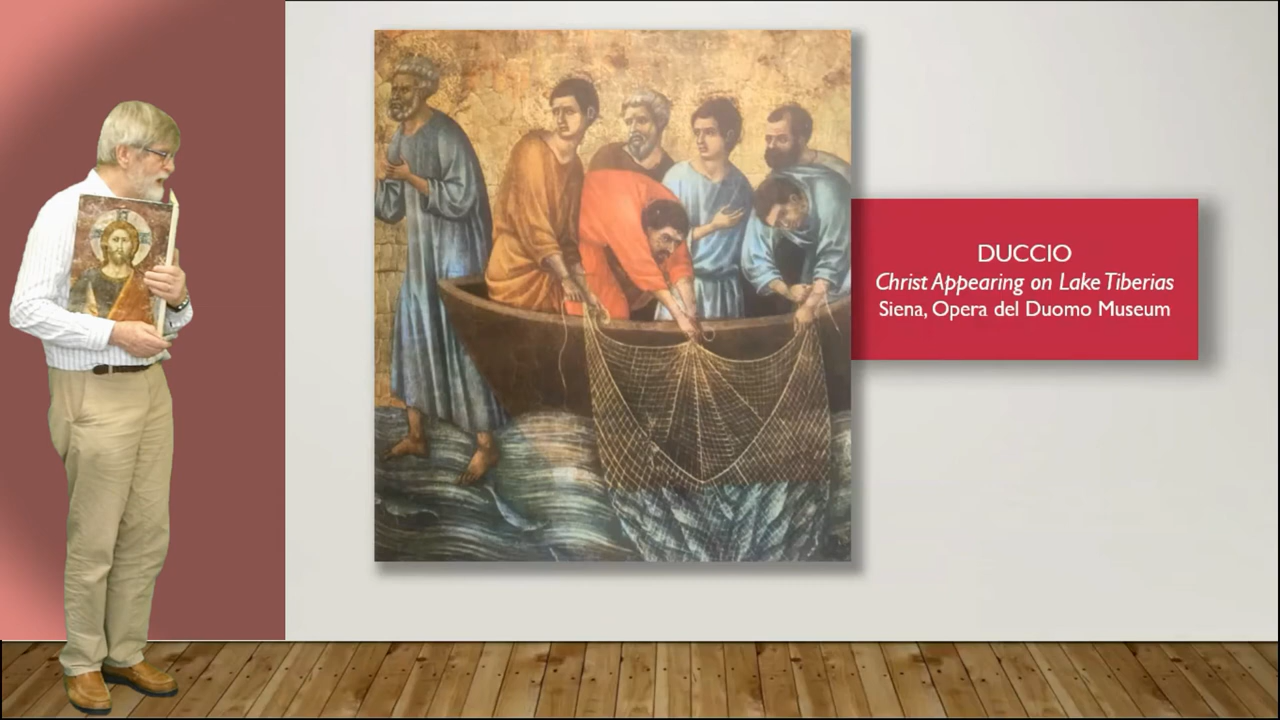 DUCCIO
Christ Appearing on Lake Tiberias
Siena, Opera del Duomo Museum